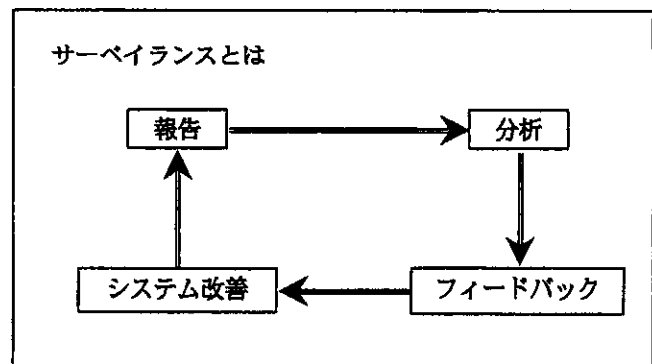 サーベイランスとは
報告
分析
システム改善
フィードバック